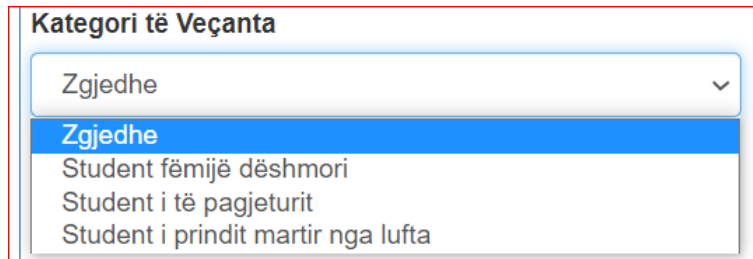 Kategori të Veçanta
Zgjedhe
Zgjedhe
Student fëmijë dëshmori
Student i të pagjeturit
Student i prindit martir nga lufta